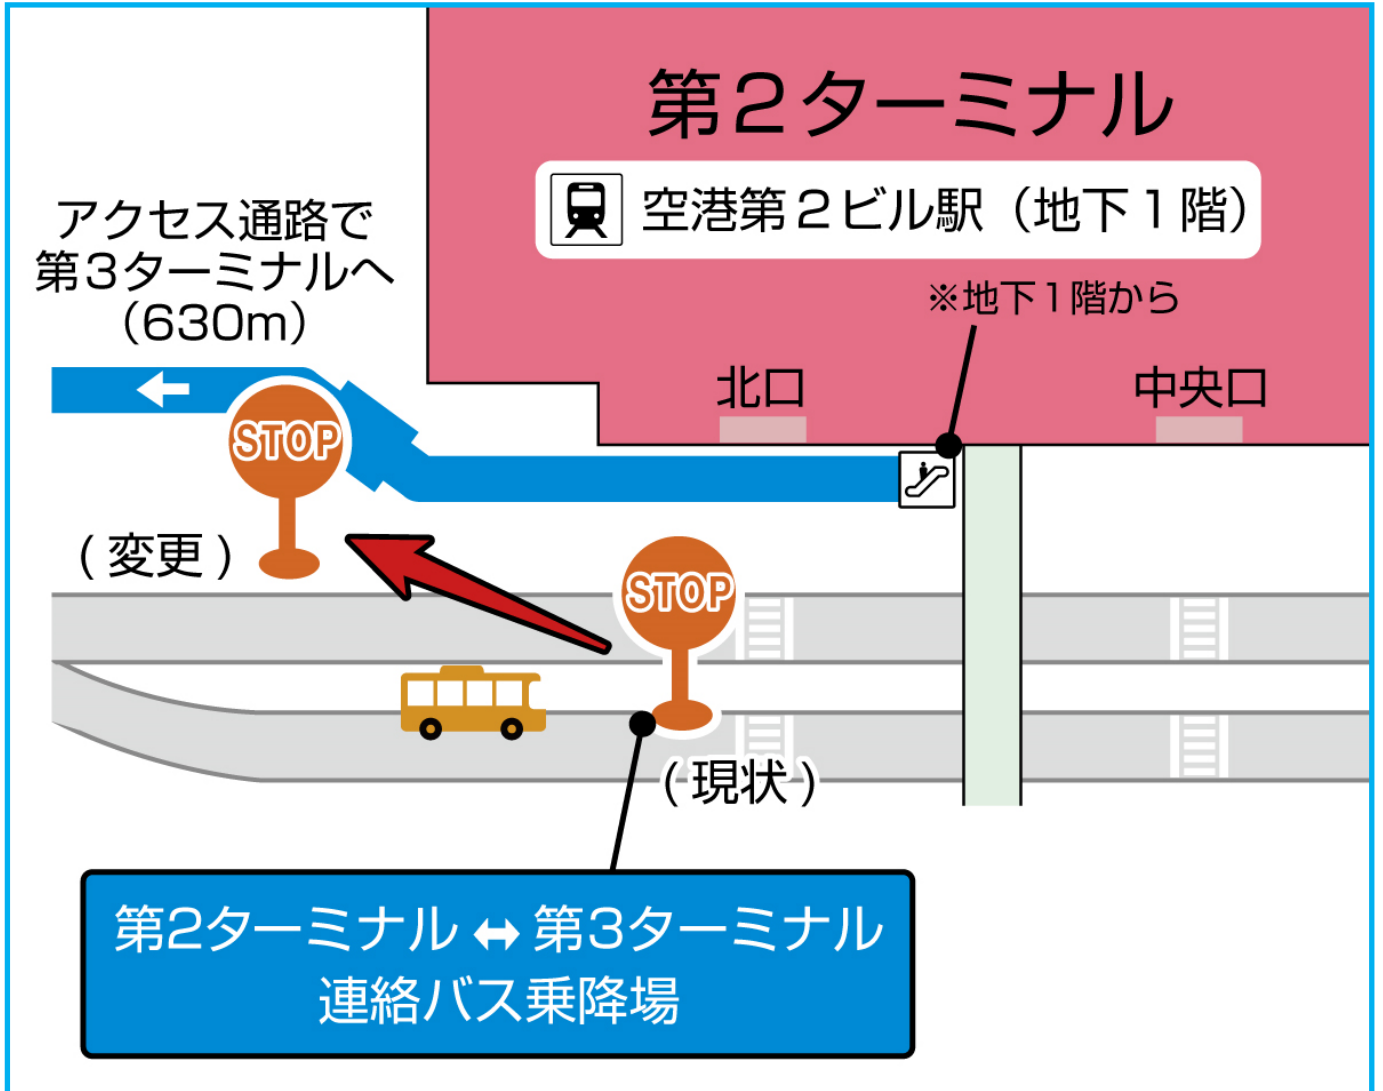 第2ターミナル
空港第2ビル駅（地下1階）
アクセス通路で
第3ターミナルへ
（630m）
※地下1階から
北口
中央口
STOP
(変更)
STOP
(現状)
第2ターミナル ⬌ 第3ターミナル
連絡バス乗降場